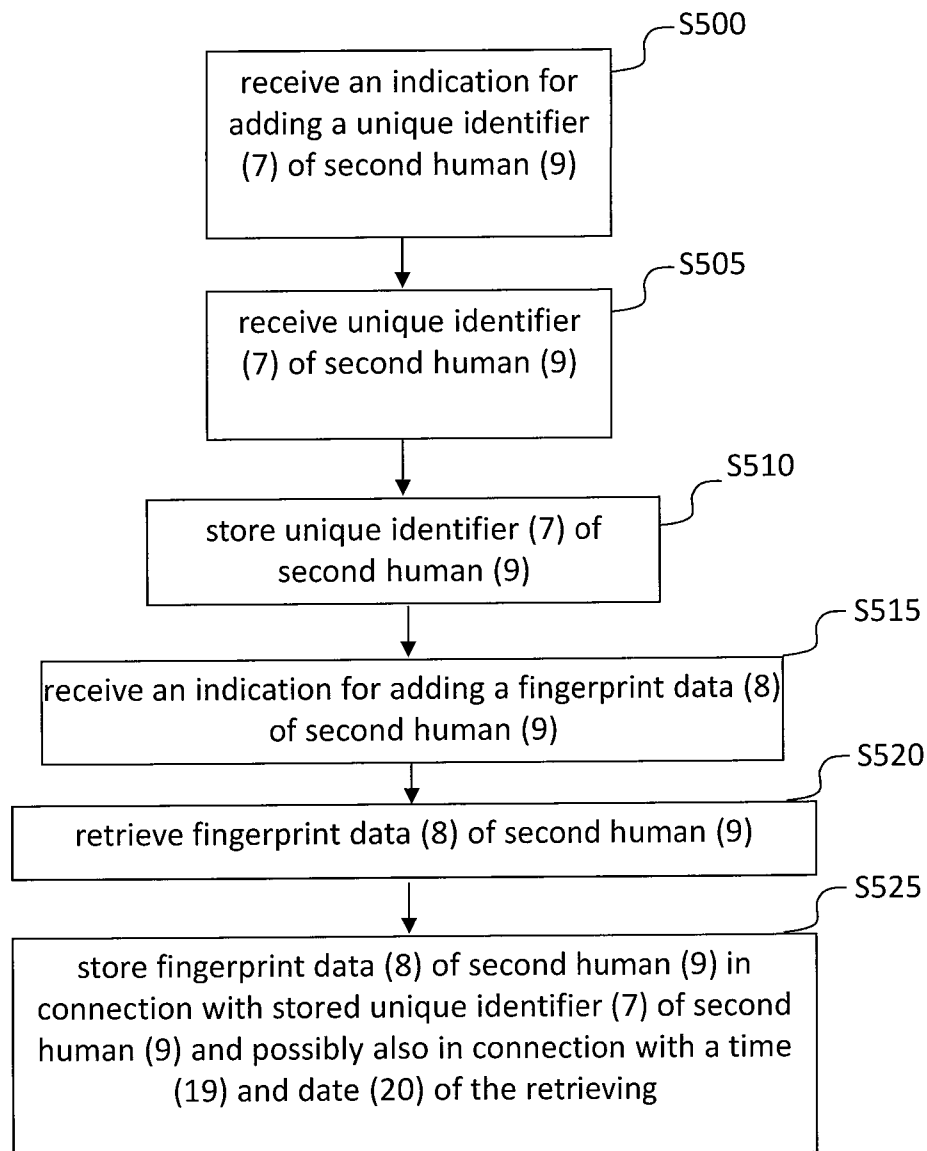 S500
receive an indication for
adding a unique identifier
(7) of second human (9)
S505
receive unique identifier
(7) of second human (9)
S510
store unique identifier (7) of
second human (9)
S515
receive an indication for adding a fingerprint data (8)
of second human (9)
S520
retrieve fingerprint data (8) of second human (9)
S525
store fingerprint data (8) of second human (9) in
connection with stored unique identifier (7) of second
human (9) and possibly also in connection with a time
(19) and date (20) of the retrieving